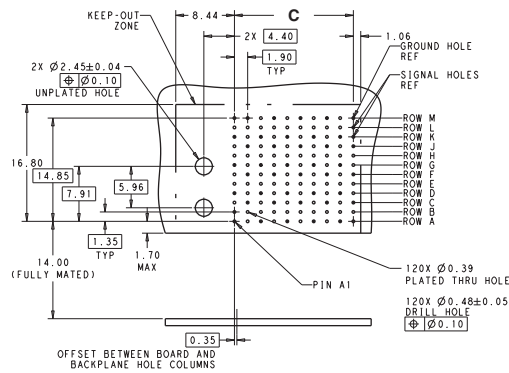 KEEP-OUT
ZONE
8.44
C
2X 4.40
1.06
1.90
TYP
GROUND HOLE
REF
SIGNAL HOLES
REF
2X Ø2.45±0.04
⌖ Ø0.10
UNPLATED HOLE
ROW M
ROW L
ROW K
ROW J
ROW H
ROW G
ROW F
ROW E
ROW D
ROW C
ROW B
ROW A
16.80
14.85
7.91
5.96
1.35
TYP
1.70
MAX
14.00
(FULLY MATED)
PIN A1
120X Ø0.39
PLATED THRU HOLE
120X Ø0.48±0.05
DRILL HOLE
⌖ Ø0.10
0.35
OFFSET BETWEEN BOARD AND
BACKPLANE HOLE COLUMNS